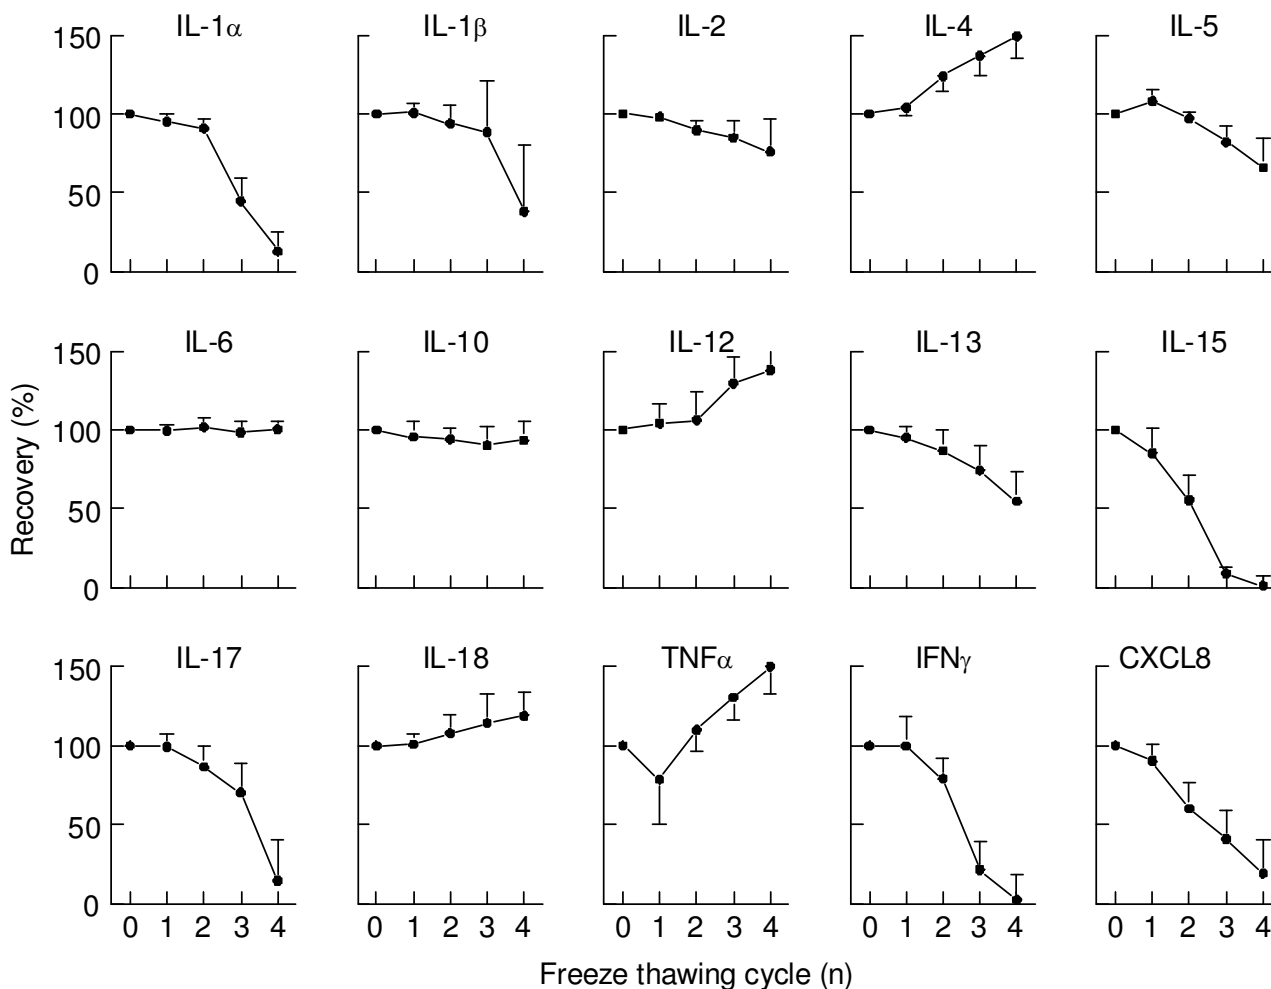 IL-1α IL-1β IL-2 IL-4 IL-5
150
100
50
0
IL-6 IL-10 IL-12 IL-13 IL-15
150
100
50
0
Recovery (%)
IL-17 IL-18 TNFα IFNγ CXCL8
150
100
50
0
0 1 2 3 4 0 1 2 3 4 0 1 2 3 4 0 1 2 3 4 0 1 2 3 4
Freeze thawing cycle (n)